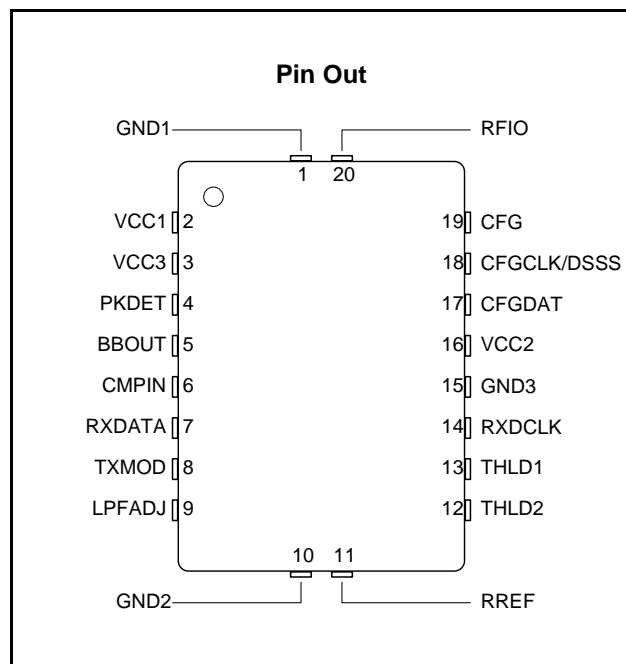 Pin Out
GND1 RFIO
1 20
VCC1 2 19 CFG
VCC3 3 18 CFGCLK/DSSS
PKDET 4 17 CFGDAT
BBOUT 5 16 VCC2
CMPIN 6 15 GND3
RXDATA 7 14 RXDCLK
TXMOD 8 13 THLD1
LPFADJ 9 12 THLD2
10 11
GND2 RREF